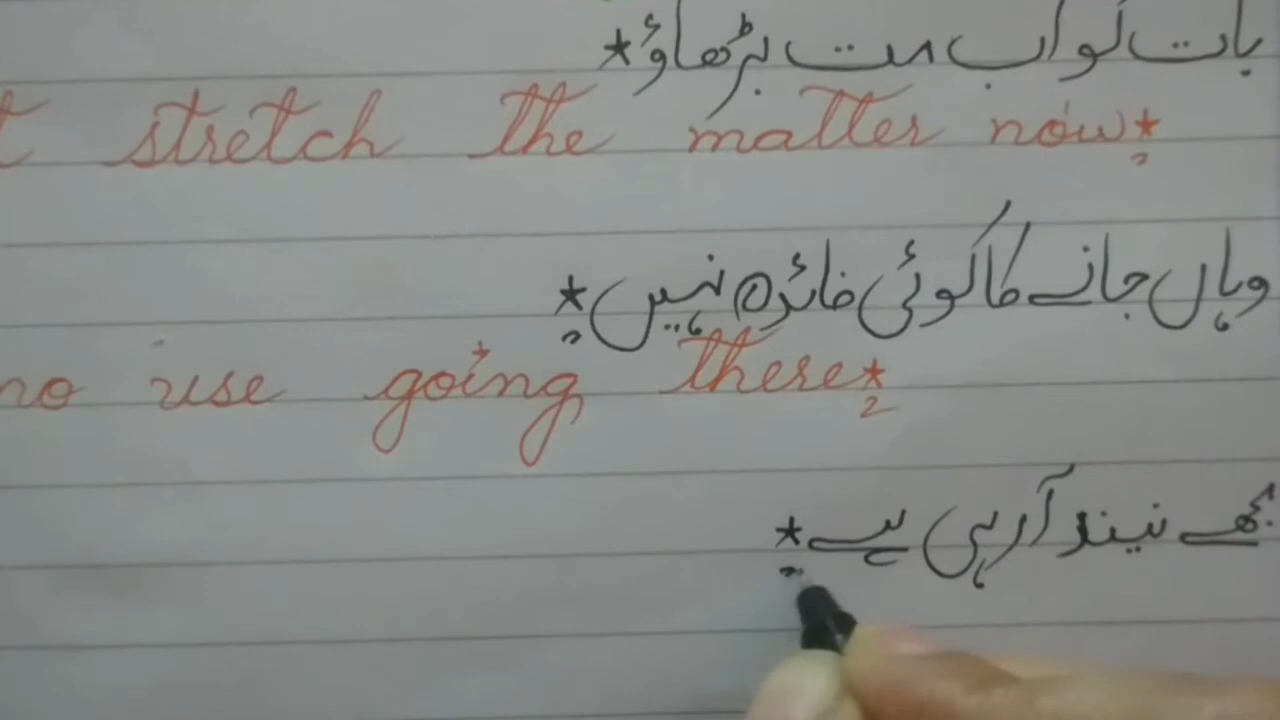 بات کو اب مت بڑھاؤ*
stretch the matter now*
وہاں جانے کا کوئی فائدہ نہیں*
no use going there*
مجھے نیند آرہی ہے*